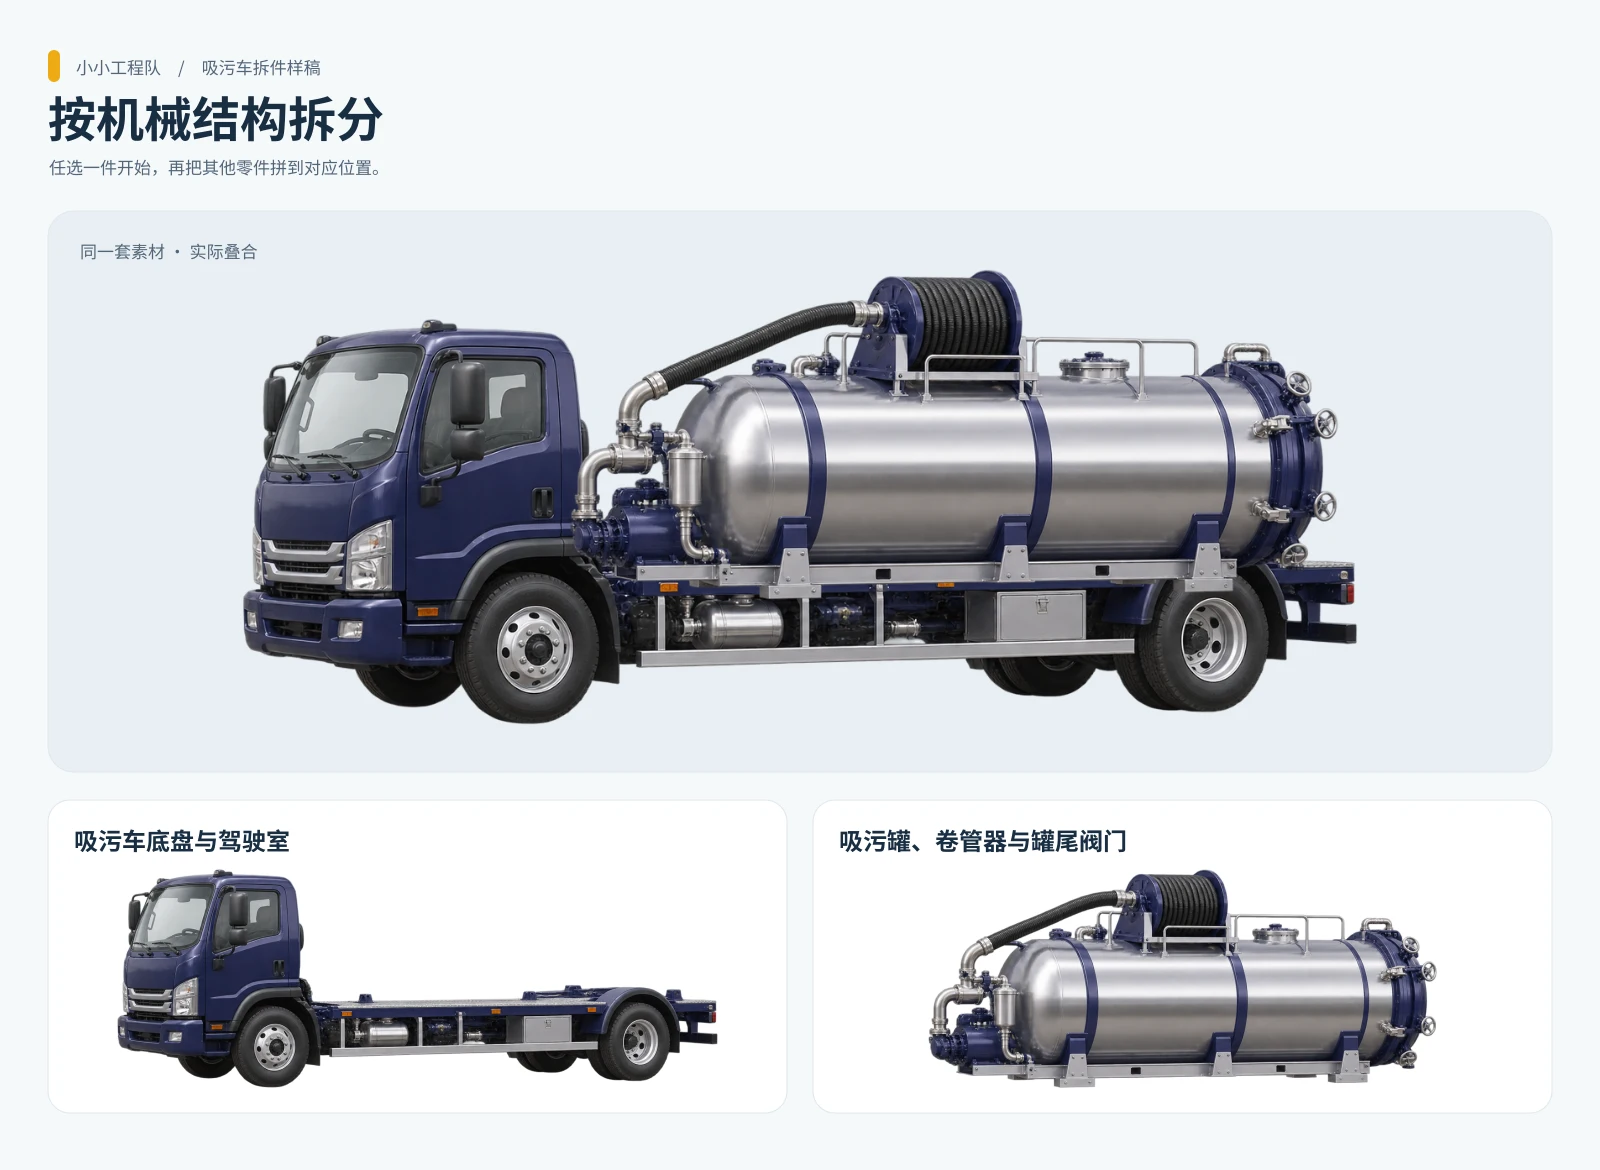 小小工程队 / 吸污车拆件样稿
按机械结构拆分
任选一件开始，再把其他零件拼到对应位置。
同一套素材 · 实际叠合
吸污车底盘与驾驶室
吸污罐、卷管器与罐尾阀门